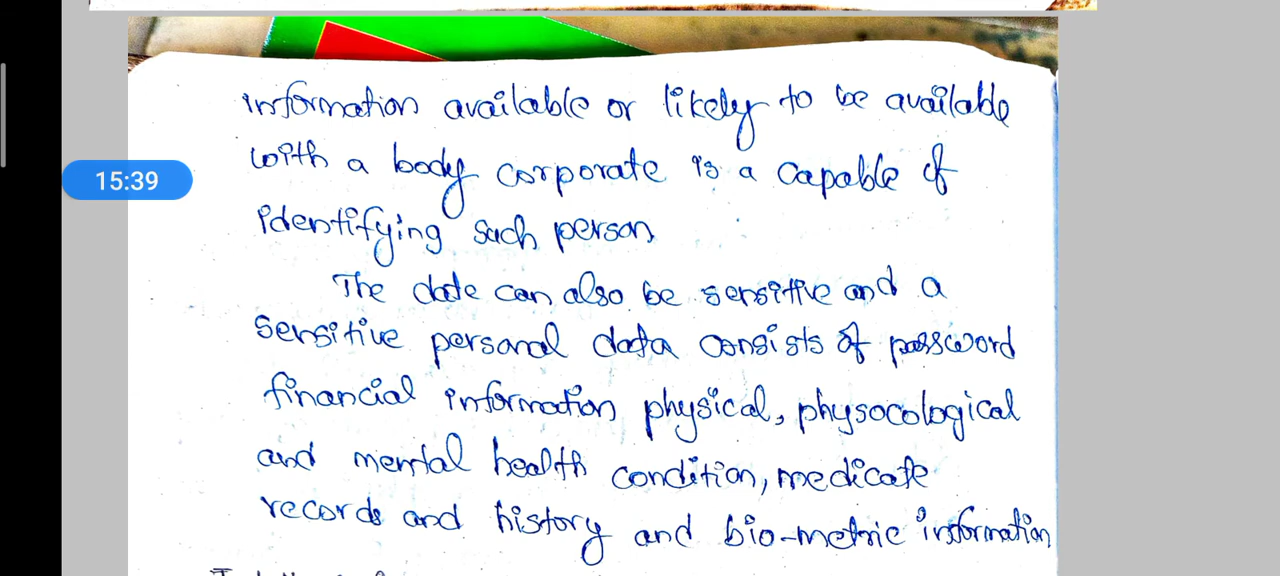 information available or likely to be available
with a body corporate is a capable of
15:39
identifying such person
The date can also be sensitive and a
sensitive personal data consists of password
financial information physical, physocological
and mental health condition, medicate
records and history and bio-metric information